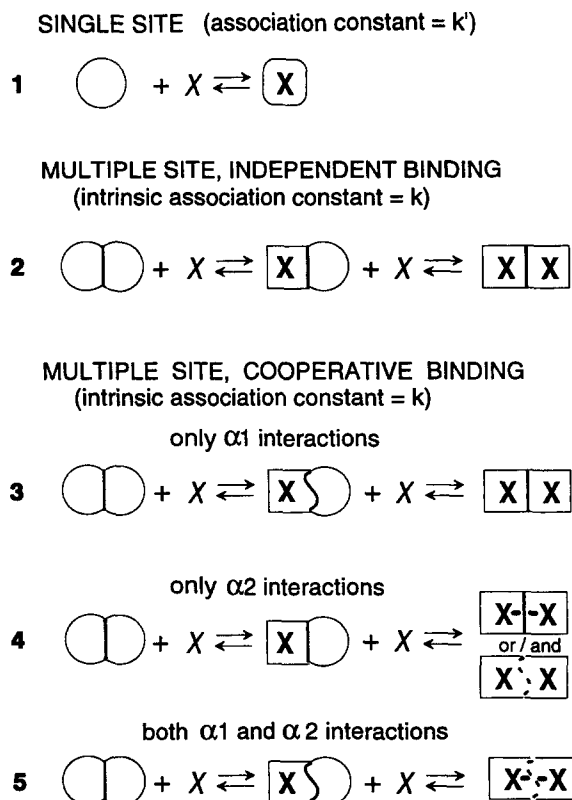 SINGLE SITE (association constant = k')
1 + X ⇌ X
MULTIPLE SITE, INDEPENDENT BINDING
(intrinsic association constant = k)
2 + X ⇌ X + X ⇌ X X
MULTIPLE SITE, COOPERATIVE BINDING
(intrinsic association constant = k)
only α1 interactions
3 + X ⇌ X + X ⇌ X X
only α2 interactions
X X
4 + X ⇌ X + X ⇌ or / and
X X
both α1 and α 2 interactions
5 + X ⇌ X + X ⇌ X X